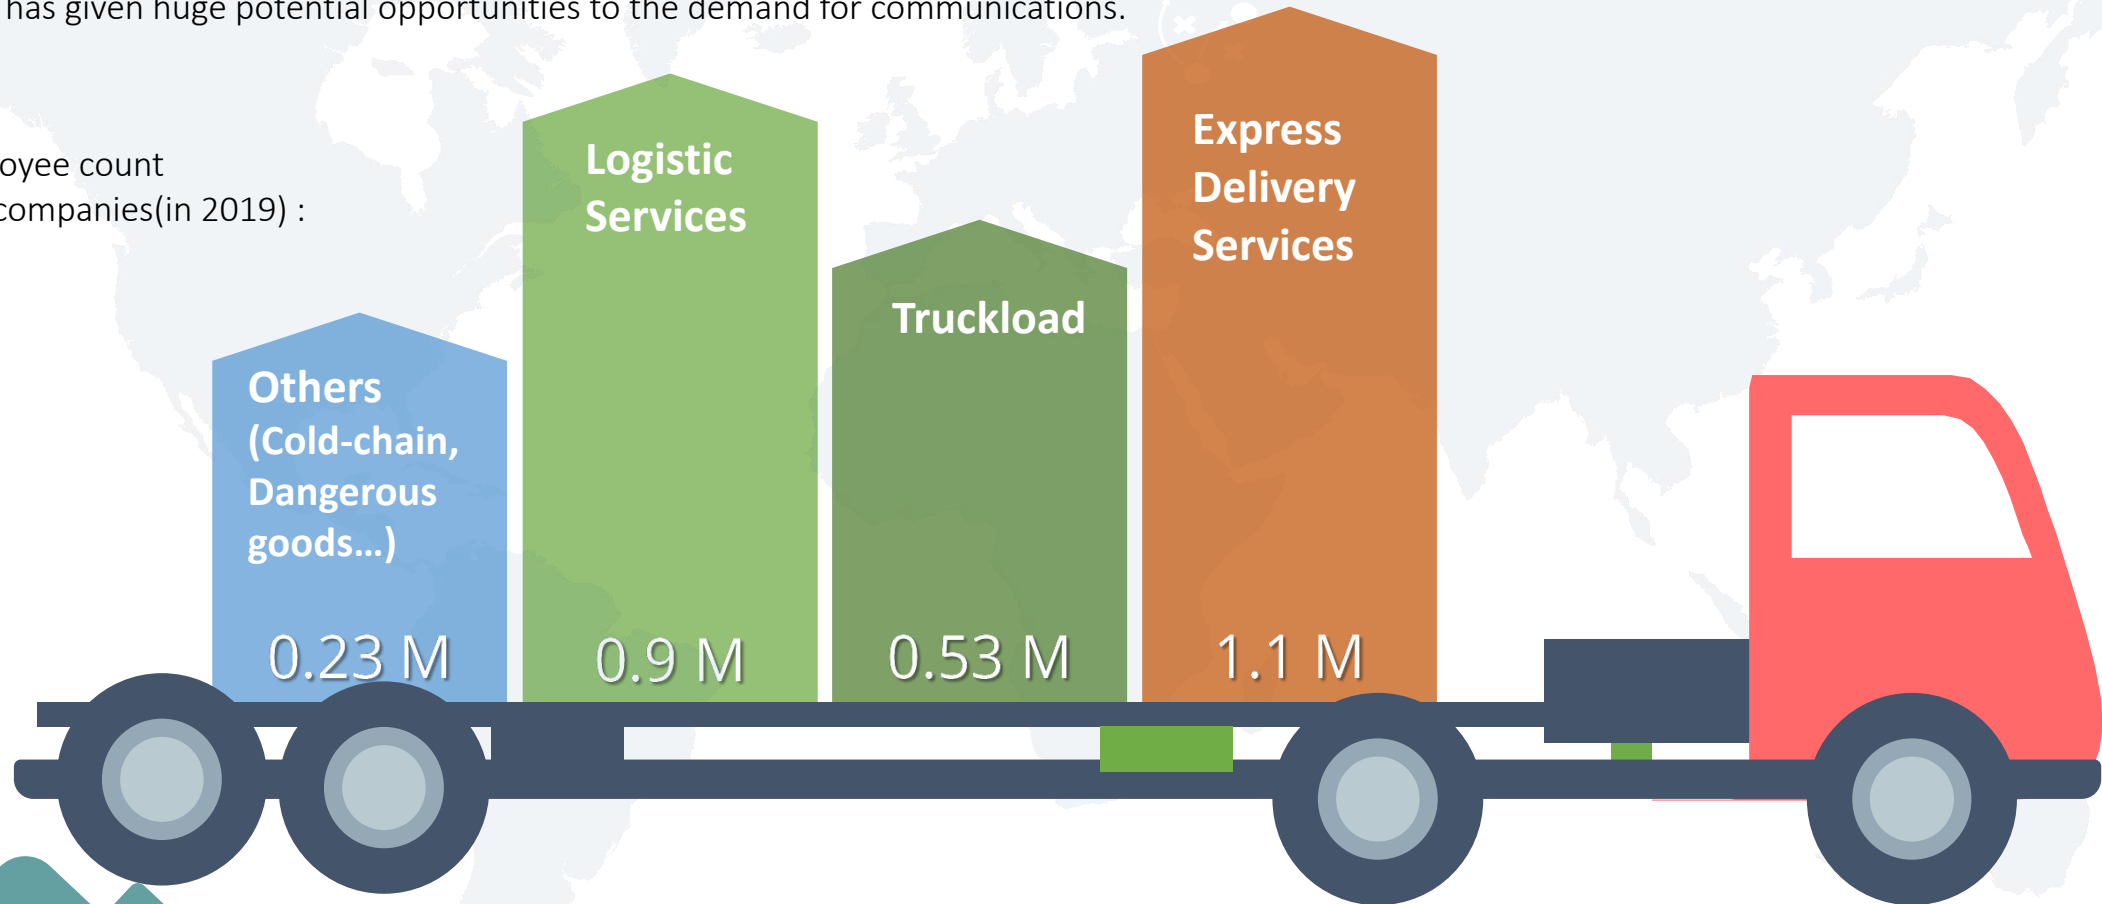 has given huge potential opportunities to the demand for communications.
oyee count
companies(in 2019) :
Others
(Cold-chain,
Dangerous
goods...)
0.23 M
Logistic
Services
0.9 M
Truckload
0.53 M
Express
Delivery
Services
1.1 M